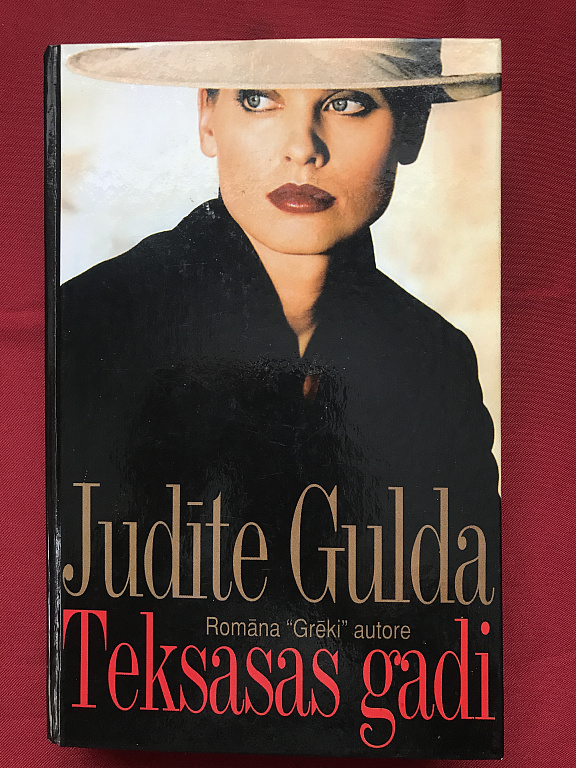 Judīte Gulda
Romāna "Grēki" autore
Teksasas gadi